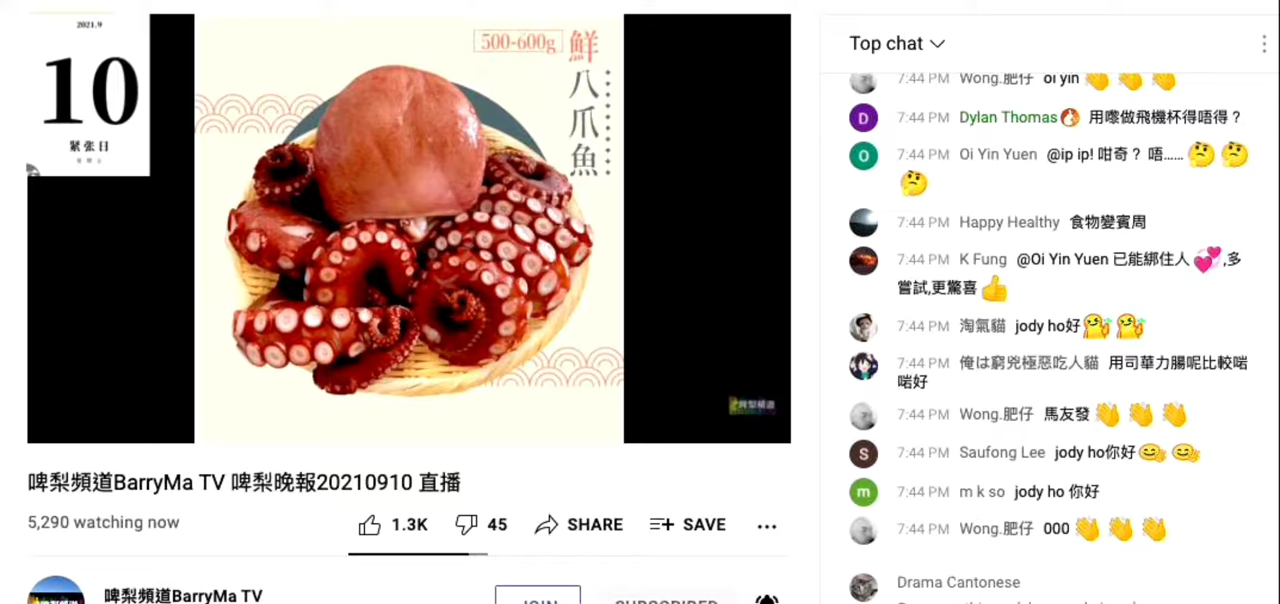 2021.9
10
緊张日
500-600g
鮮八爪魚
啤梨頻道
啤梨頻道BarryMa TV 啤梨晚報20210910 直播
5,290 watching now
1.3K
45
SHARE
SAVE
啤梨頻道BarryMa TV
JOIN
SUBSCRIBED
Top chat
7:44 PM Wong.肥仔 oi yin
D 7:44 PM Dylan Thomas 用嚟做飛機杯得唔得？
O 7:44 PM Oi Yin Yuen @ip ip! 咁奇？ 唔......
7:44 PM Happy Healthy 食物變賓周
7:44 PM K Fung @Oi Yin Yuen 已能綁住人 ,多
嘗試,更驚喜
7:44 PM 淘氣貓 jody ho好
7:44 PM 俺は窮兇極惡吃人貓 用司華力腸呢比較啱
啱好
7:44 PM Wong.肥仔 馬友發
S 7:44 PM Saufong Lee jody ho你好
m 7:44 PM m k so jody ho 你好
7:44 PM Wong.肥仔 000
Drama Cantonese